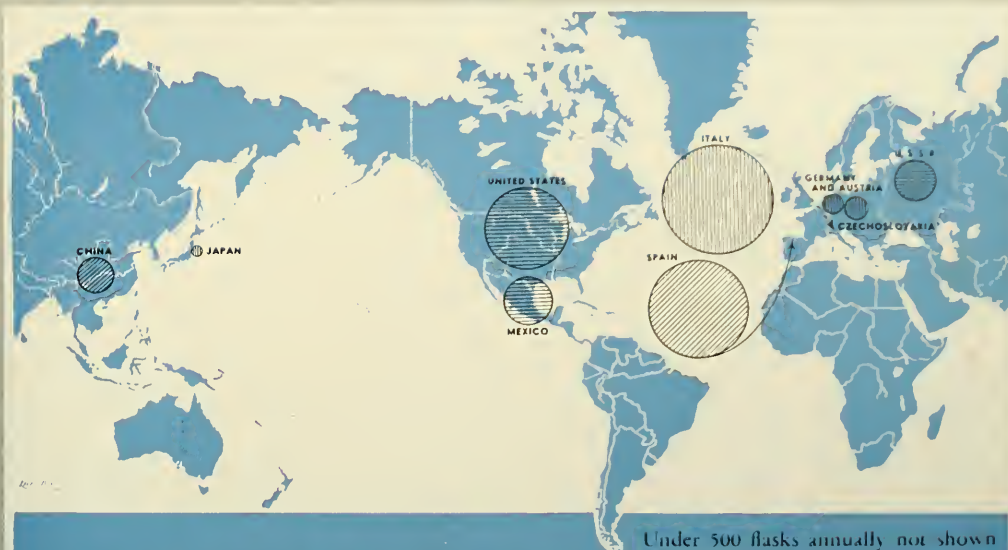 ITALY
U S S R
UNITED STATES
GERMANY
AND AUSTRIA
CZECHOSLOVAKIA
CHINA
JAPAN
SPAIN
MEXICO
Under 500 flasks annually not shown